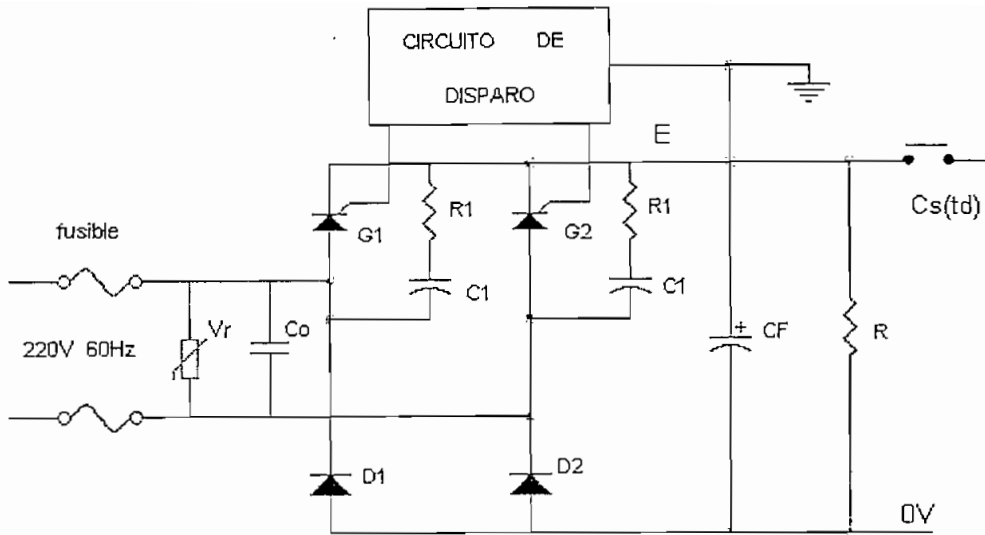 CIRCUITO DE
DISPARO
E
Cs(td)
R1
R1
G1
G2
fusible
C1
C1
Vr
Co
220V 60Hz
+
CF
R
D1
D2
0V